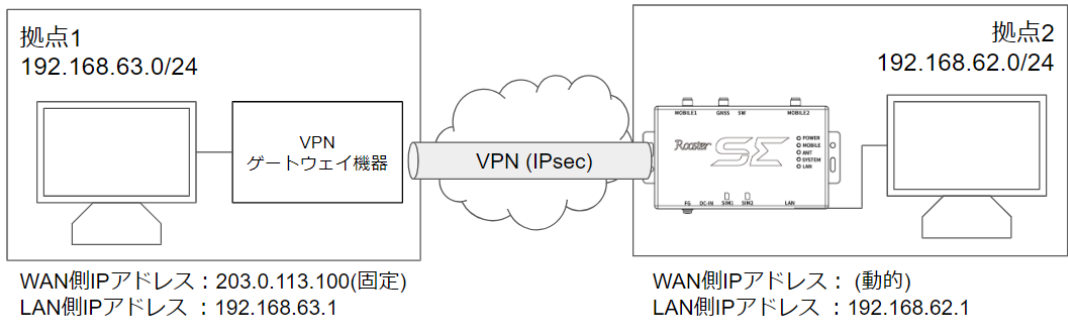 拠点1
192.168.63.0/24
VPN
ゲートウェイ機器
VPN (IPsec)
拠点2
192.168.62.0/24
MOBILE1 GNSS SW MOBILE2
Rooster SE
POWER
MOBILE
ANT
SYSTEM
LAN
FG DC-IN SIM1 SIM2 LAN
WAN側IPアドレス：203.0.113.100(固定)
LAN側IPアドレス ：192.168.63.1
WAN側IPアドレス： (動的)
LAN側IPアドレス ：192.168.62.1